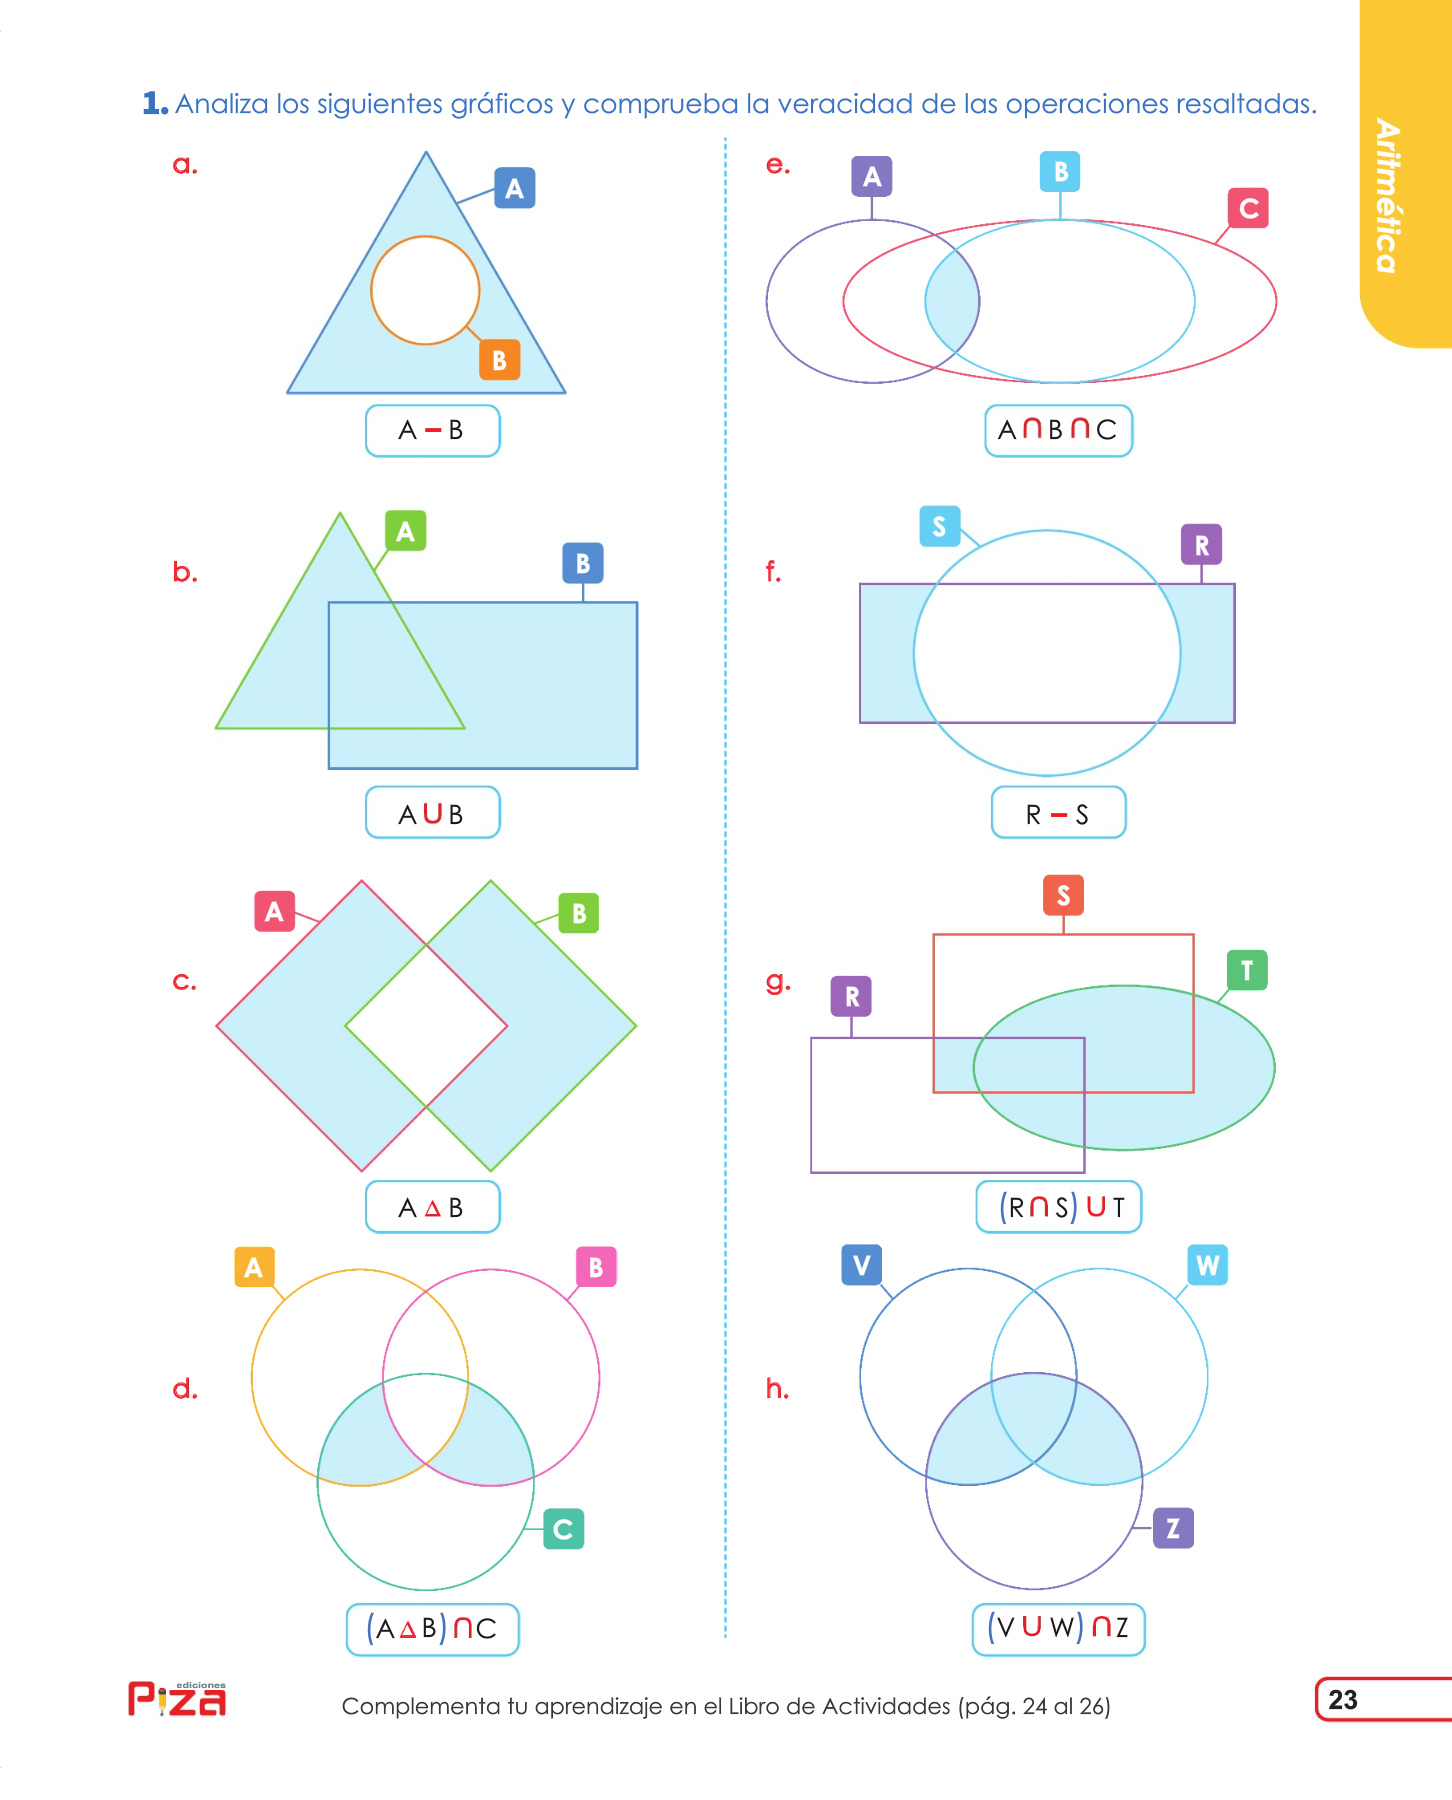 Aritmética
1. Analiza los siguientes gráficos y comprueba la veracidad de las operaciones resaltadas.
a.
A
B
A − B
b.
A
B
A ∪ B
c.
A
B
A Δ B
d.
A
B
C
(A Δ B) ∩ C
e.
A
B
C
A ∩ B ∩ C
f.
S
R
R − S
g.
S
T
R
(R ∩ S) ∪ T
h.
V
W
Z
(V ∪ W) ∩ Z
ediciones
Piza
Complementa tu aprendizaje en el Libro de Actividades (pág. 24 al 26)
23